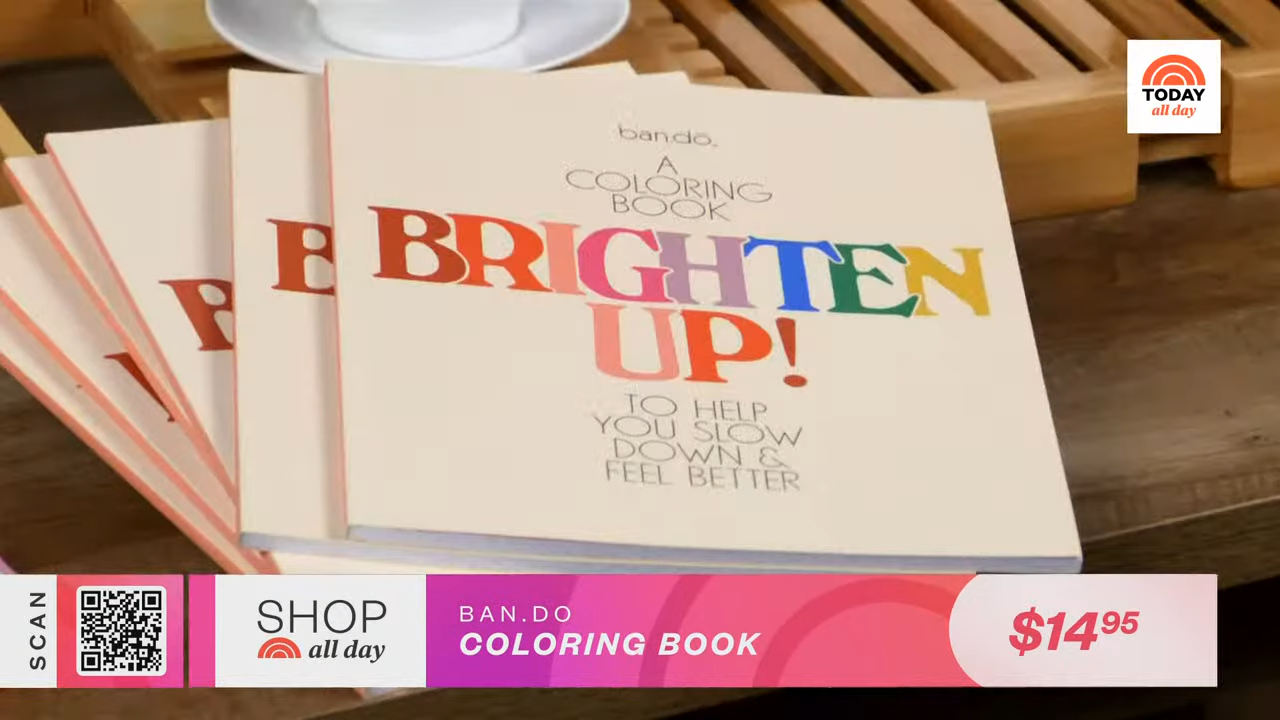 TODAY
all day
ban.dō.
A
COLORING
BOOK
BRIGHTEN
UP!
TO HELP
YOU SLOW
DOWN &
FEEL BETTER
B
B
SCAN
SHOP
all day
BAN.DO
COLORING BOOK
$14.95